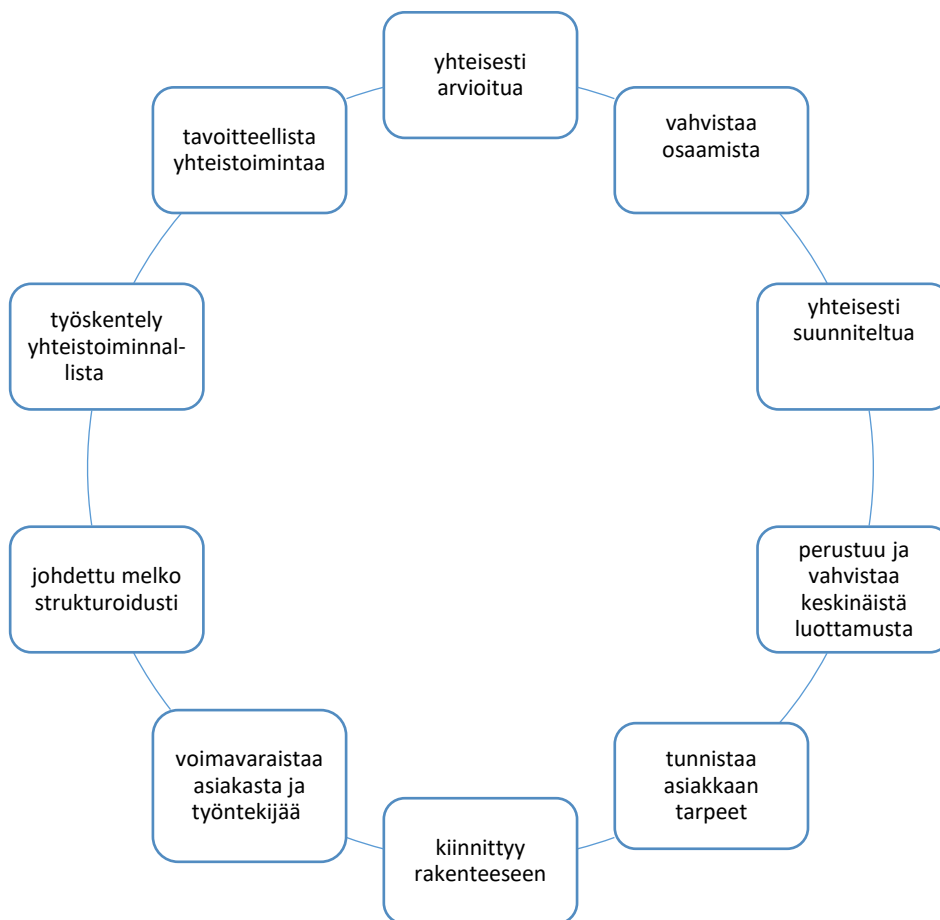 yhteisesti
arvioitua
vahvistaa
osaamista
yhteisesti
suunniteltua
perustuu ja
vahvistaa
keskinäistä
luottamusta
tunnistaa
asiakkaan
tarpeet
kiinnittyy
rakenteeseen
voimavaraistaa
asiakasta ja
työntekijää
johdettu melko
strukturoidusti
työskentely
yhteistoiminnal-
lista
tavoitteellista
yhteistoimintaa